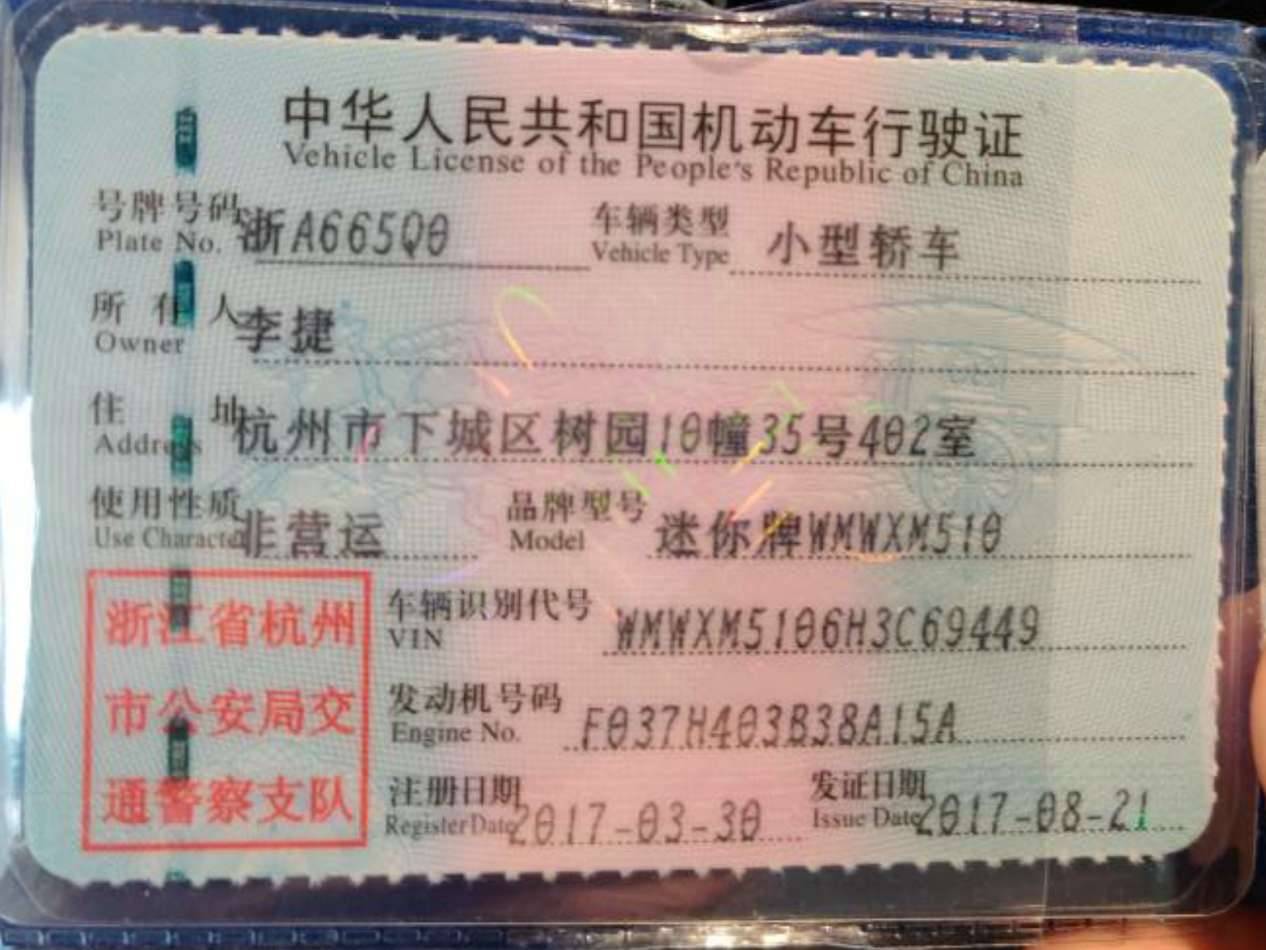 中华人民共和国机动车行驶证
Vehicle License of the People's Republic of China
号牌号码 浙A665Q0 车辆类型 小型轿车
Plate No. Vehicle Type
所有人 李捷
Owner
住址 杭州市下城区树园10幢35号402室
Address
使用性质 非营运 品牌型号 迷你牌WMWXM510
Use Character Model
浙江省杭州
市公安局交
通警察支队
车辆识别代号 WMWXM5106H3C69449
VIN
发动机号码 F037H403B38A15A
Engine No.
注册日期 2017-03-30 发证日期 2017-08-21
Register Date Issue Date